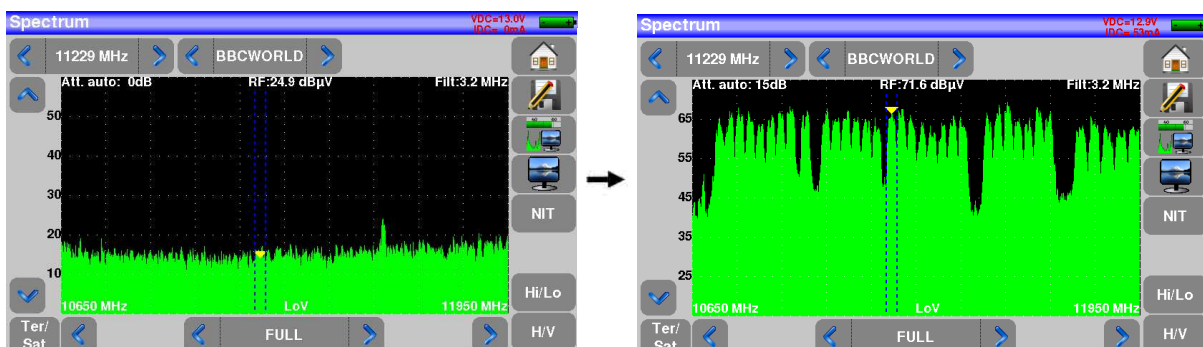 Spectrum
VDC=13.0V
IDC= 0mA
11229 MHz
BBCWORLD
Att. auto: 0dB
RF:24.9 dBµV
Filt:3.2 MHz
50
40
30
20
10
NIT
10650 MHz
LoV
11950 MHz
Hi/Lo
Ter/
Sat
FULL
H/V
Spectrum
VDC=12.9V
IDC= 53mA
11229 MHz
BBCWORLD
Att. auto: 15dB
RF:71.6 dBµV
Filt:3.2 MHz
65
55
45
35
25
NIT
10650 MHz
LoV
11950 MHz
Hi/Lo
Ter/
Sat
FULL
H/V